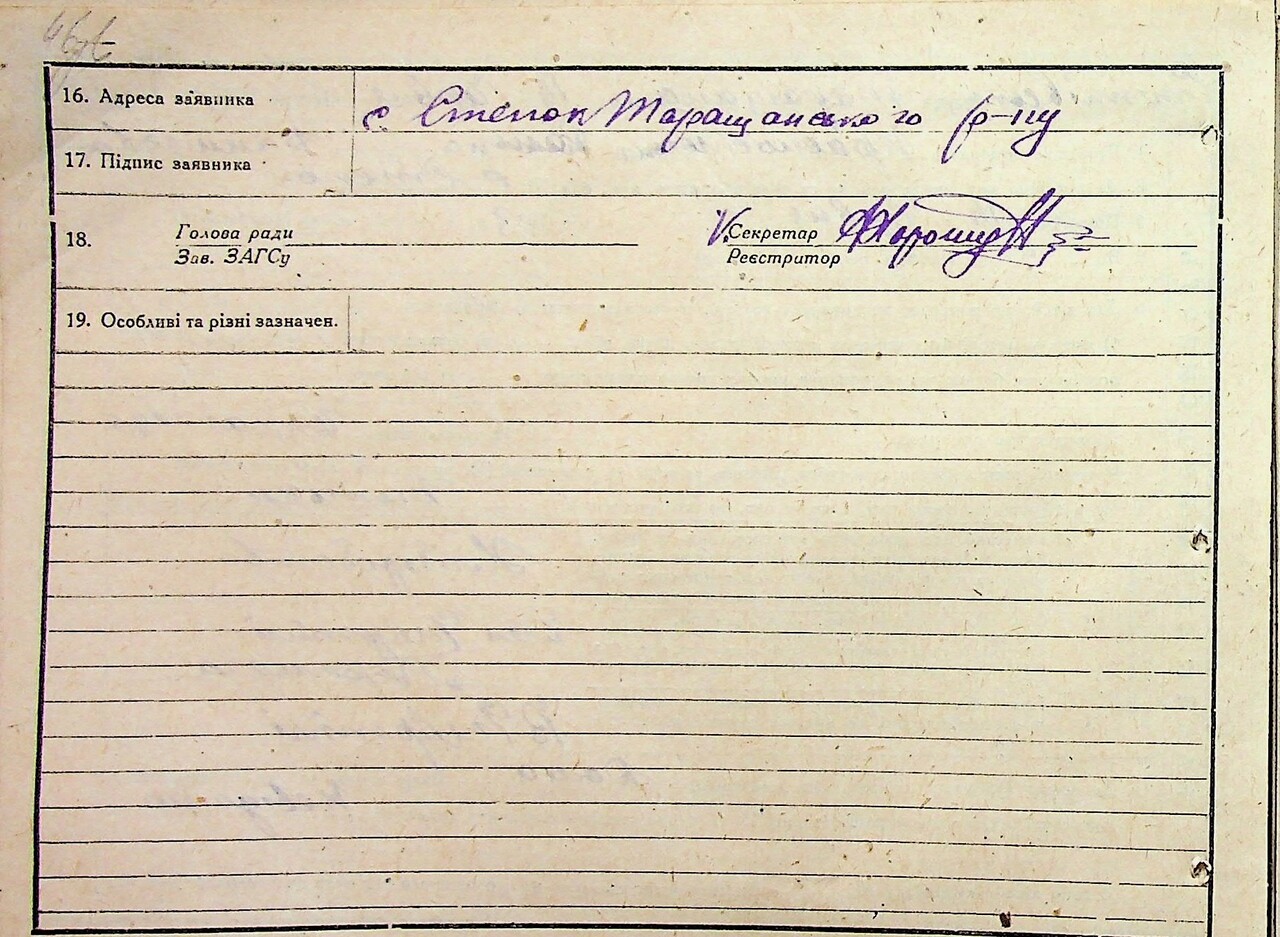 16. Адреса заявника с Степок Таращанського р-ну
17. Підпис заявника
18. Голова ради Секретар
Зав. ЗАГСу Реєстритор
19. Особливі та різні зазначен.